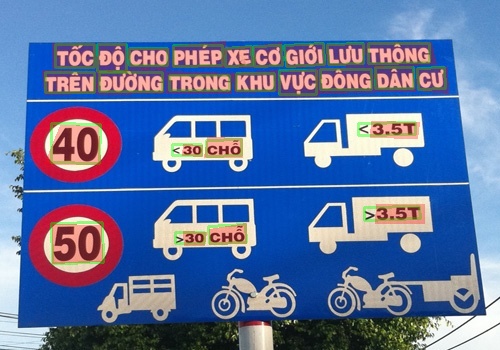 TỐC ĐỘ CHO PHÉP XE CƠ GIỚI LƯU THÔNG
TRÊN ĐƯỜNG TRONG KHU VỰC ĐÔNG DÂN CƯ
40 <30 CHỖ <3.5T
50 >30 CHỖ >3.5T